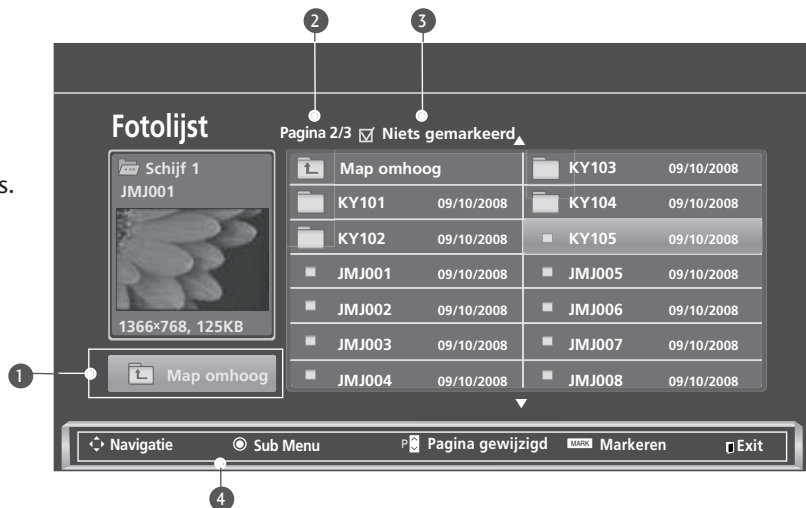 2
3
Fotolijst
Pagina 2/3 Niets gemarkeerd
s.
Schijf 1
JMJ001
1366x768, 125KB
1
Map omhoog
Map omhoog
KY103 09/10/2008
KY101 09/10/2008
KY104 09/10/2008
KY102 09/10/2008
KY105 09/10/2008
JMJ001 09/10/2008
JMJ005 09/10/2008
JMJ002 09/10/2008
JMJ006 09/10/2008
JMJ003 09/10/2008
JMJ007 09/10/2008
JMJ004 09/10/2008
JMJ008 09/10/2008
Navigatie Sub Menu P Pagina gewijzigd MARK Markeren Exit
4